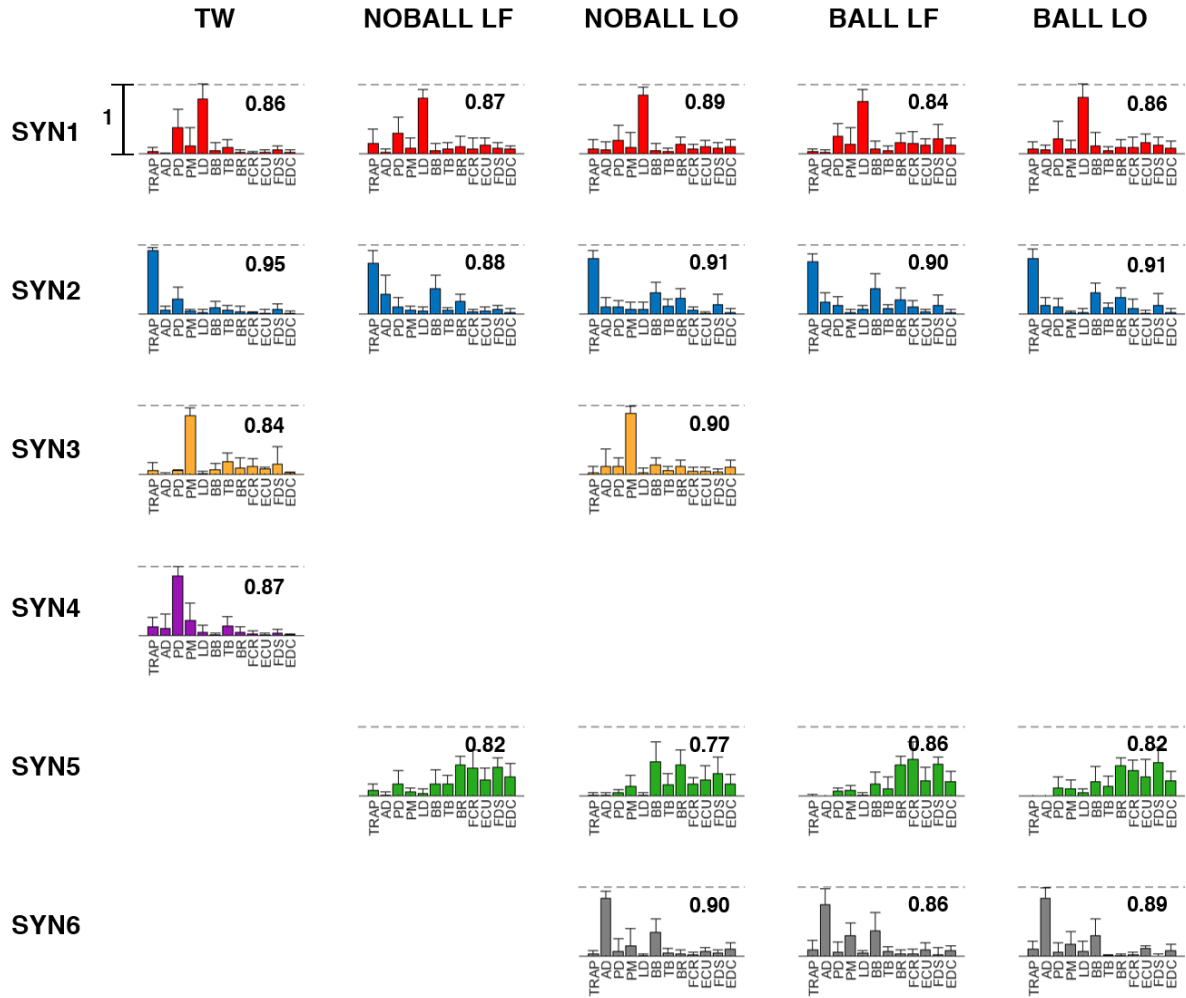 TW NOBALL LF NOBALL LO BALL LF BALL LO
SYN1 1 0.86 0.87 0.89 0.84 0.86
TRAP AD PD PM LD BB TB BR FCR ECU FDS EDC TRAP AD PD PM LD BB TB BR FCR ECU FDS EDC TRAP AD PD PM LD BB TB BR FCR ECU FDS EDC TRAP AD PD PM LD BB TB BR FCR ECU FDS EDC TRAP AD PD PM LD BB TB BR FCR ECU FDS EDC
SYN2 0.95 0.88 0.91 0.90 0.91
TRAP AD PD PM LD BB TB BR FCR ECU FDS EDC TRAP AD PD PM LD BB TB BR FCR ECU FDS EDC TRAP AD PD PM LD BB TB BR FCR ECU FDS EDC TRAP AD PD PM LD BB TB BR FCR ECU FDS EDC TRAP AD PD PM LD BB TB BR FCR ECU FDS EDC
SYN3 0.84 0.90
TRAP AD PD PM LD BB TB BR FCR ECU FDS EDC TRAP AD PD PM LD BB TB BR FCR ECU FDS EDC
SYN4 0.87
TRAP AD PD PM LD BB TB BR FCR ECU FDS EDC
SYN5 0.82 0.77 0.86 0.82
TRAP AD PD PM LD BB TB BR FCR ECU FDS EDC TRAP AD PD PM LD BB TB BR FCR ECU FDS EDC TRAP AD PD PM LD BB TB BR FCR ECU FDS EDC TRAP AD PD PM LD BB TB BR FCR ECU FDS EDC
SYN6 0.90 0.86 0.89
TRAP AD PD PM LD BB TB BR FCR ECU FDS EDC TRAP AD PD PM LD BB TB BR FCR ECU FDS EDC TRAP AD PD PM LD BB TB BR FCR ECU FDS EDC